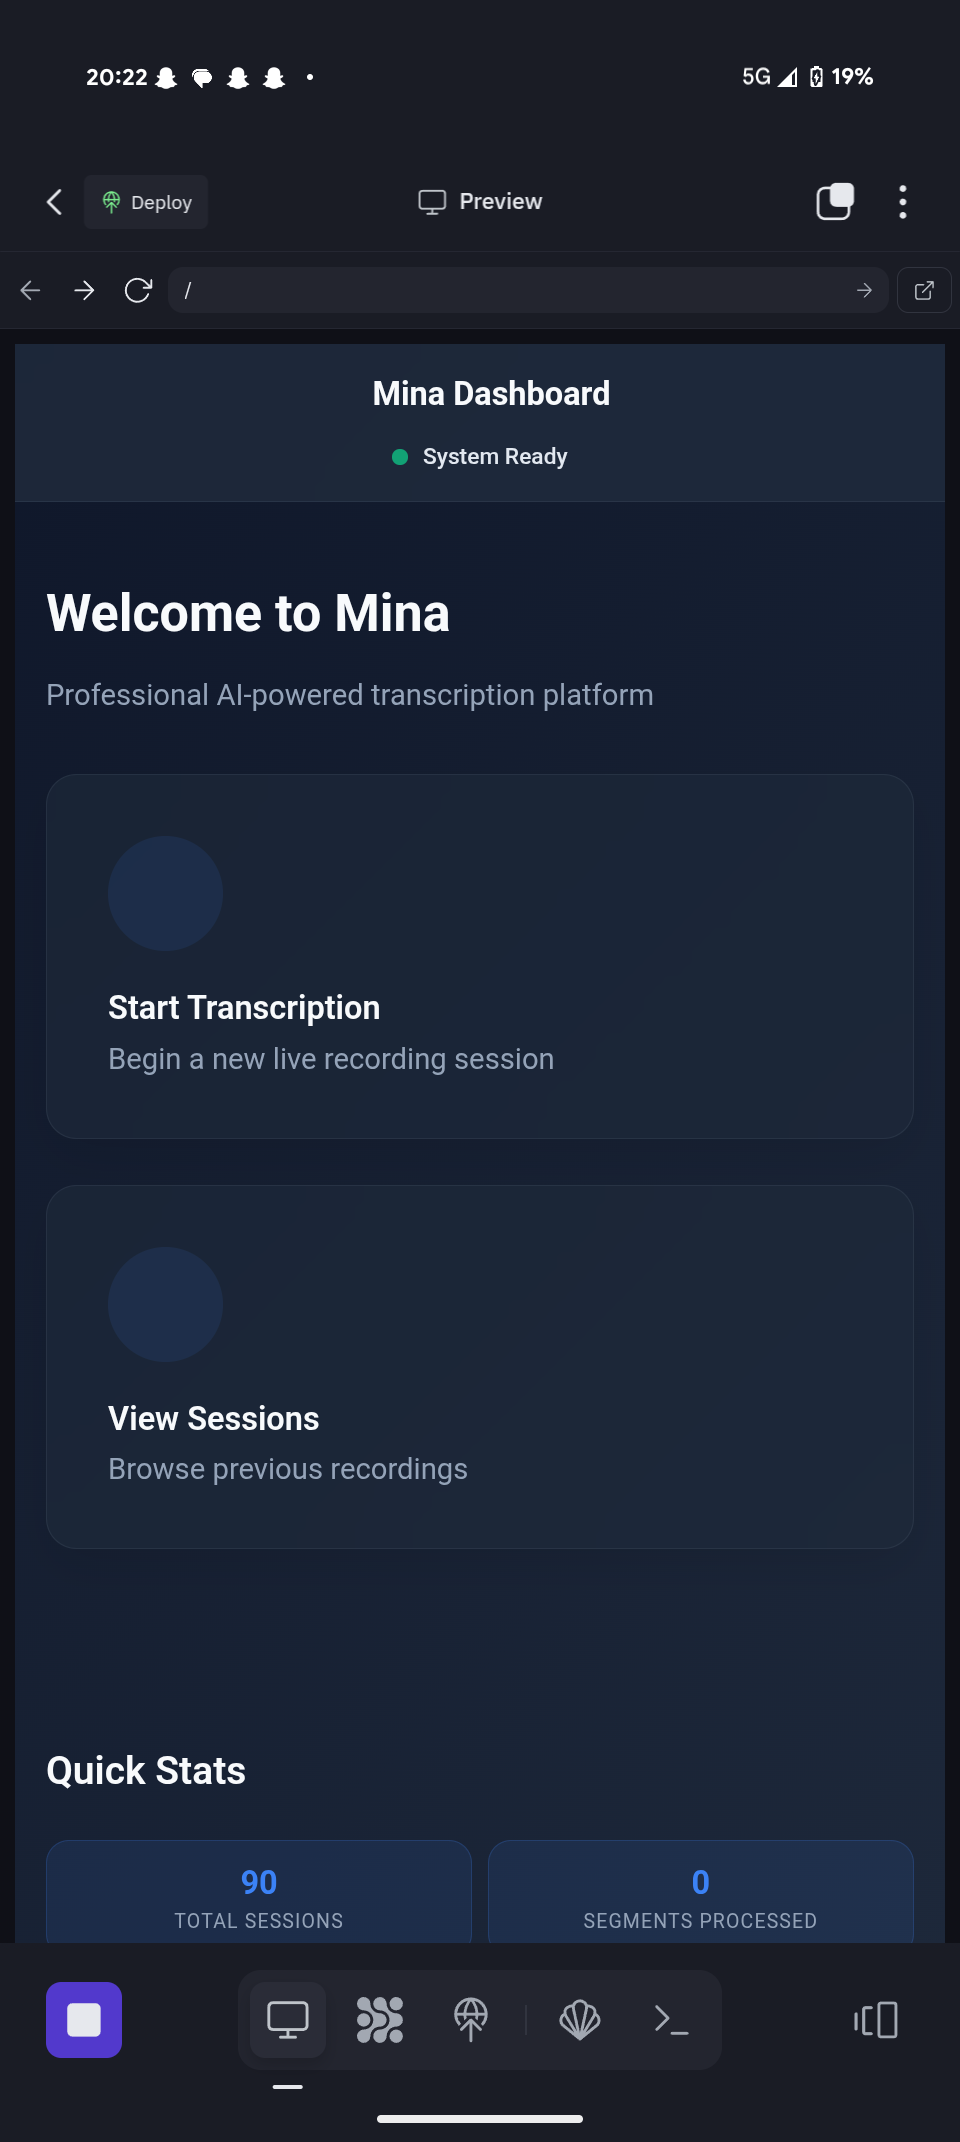 20:22
5G 19%
Deploy
Preview
/
Mina Dashboard
System Ready
Welcome to Mina
Professional AI-powered transcription platform
Start Transcription
Begin a new live recording session
View Sessions
Browse previous recordings
Quick Stats
90
TOTAL SESSIONS
0
SEGMENTS PROCESSED